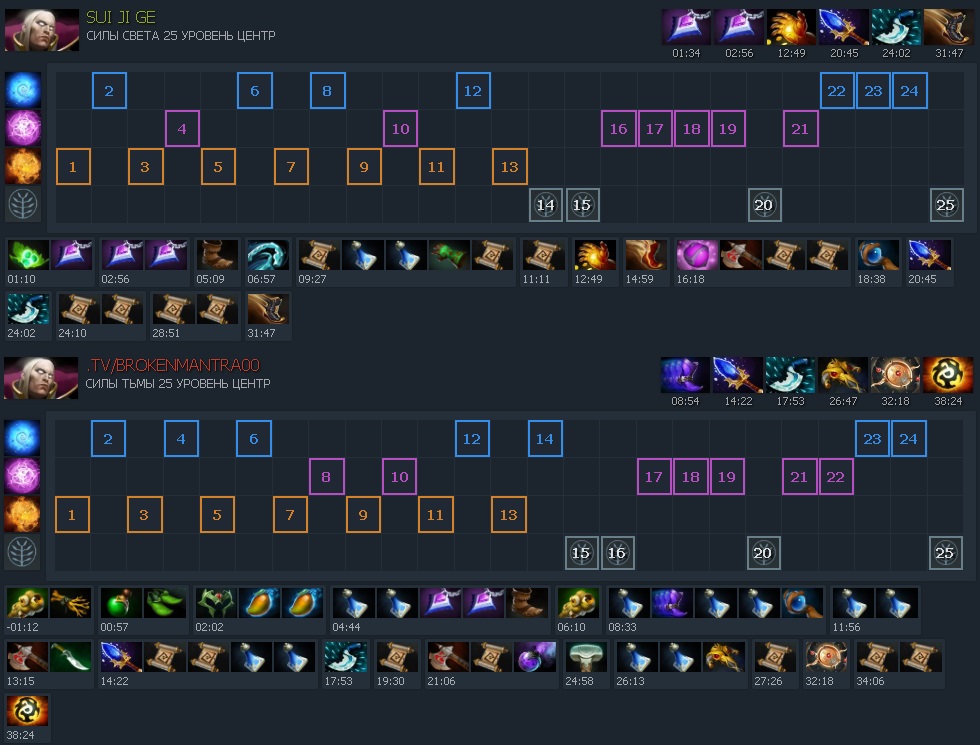 SUI JI GE
СИЛЫ СВЕТА 25 УРОВЕНЬ ЦЕНТР
01:34 02:56 12:49 20:45 24:02 31:47
2 6 8 12 22 23 24
4 10 16 17 18 19 21
1 3 5 7 9 11 13
14 15 20 25
01:10 02:56 05:09 06:57 09:27 11:11 12:49 14:59 16:18 18:38 20:45
24:02 24:10 28:51 31:47
.TV/BROKENMANTRA00
СИЛЫ ТЬМЫ 25 УРОВЕНЬ ЦЕНТР
08:54 14:22 17:53 26:47 32:18 38:24
2 4 6 12 14 23 24
8 10 17 18 19 21 22
1 3 5 7 9 11 13
15 16 20 25
-01:12 00:57 02:02 04:44 06:10 08:33 11:56
13:15 14:22 17:53 19:30 21:06 24:58 26:13 27:26 32:18 34:06
38:24